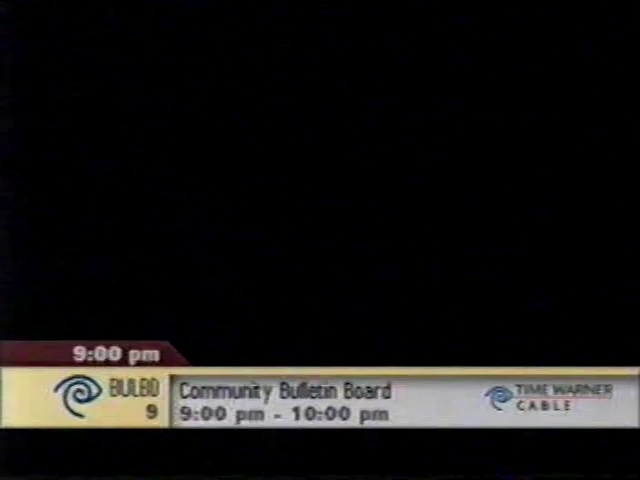 9:00 pm
BULBD
9
Community Bulletin Board
9:00 pm - 10:00 pm
TIME WARNER
CABLE